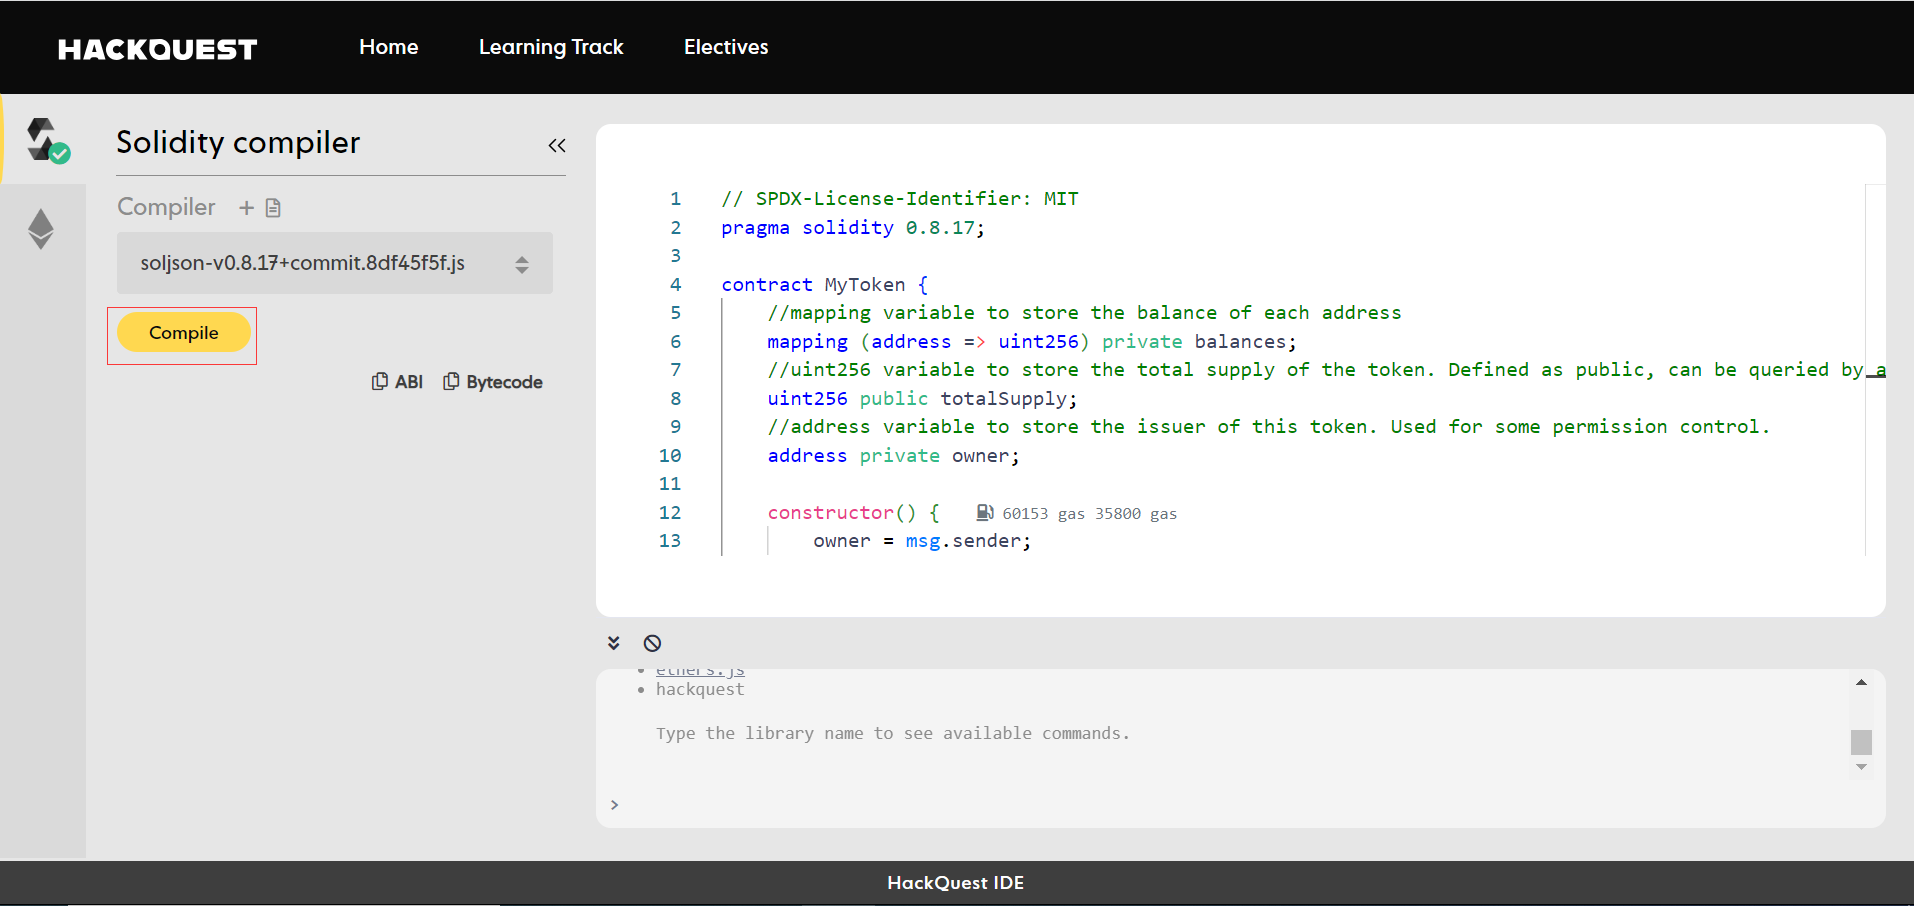 HACKQUEST Home Learning Track Electives
Solidity compiler
Compiler
soljson-v0.8.17+commit.8df45f5f.js
Compile
ABI Bytecode
1 // SPDX-License-Identifier: MIT
2 pragma solidity 0.8.17;
3
4 contract MyToken {
5 //mapping variable to store the balance of each address
6 mapping (address => uint256) private balances;
7 //uint256 variable to store the total supply of the token. Defined as public, can be queried by a
8 uint256 public totalSupply;
9 //address variable to store the issuer of this token. Used for some permission control.
10 address private owner;
11
12 constructor() { 60153 gas 35800 gas
13 owner = msg.sender;
ethers.js
hackquest
Type the library name to see available commands.
>
HackQuest IDE